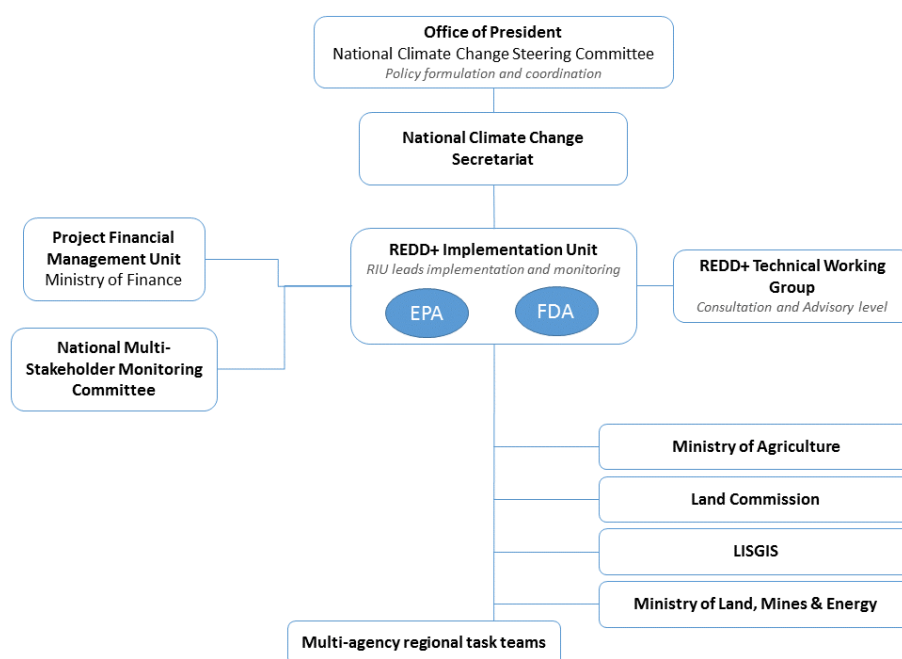 Office of President
National Climate Change Steering Committee
Policy formulation and coordination
National Climate Change
Secretariat
Project Financial
Management Unit
Ministry of Finance
REDD+ Implementation Unit
RIU leads implementation and monitoring
EPA
FDA
REDD+ Technical Working
Group
Consultation and Advisory level
National Multi-
Stakeholder Monitoring
Committee
Ministry of Agriculture
Land Commission
LISGIS
Ministry of Land, Mines & Energy
Multi-agency regional task teams